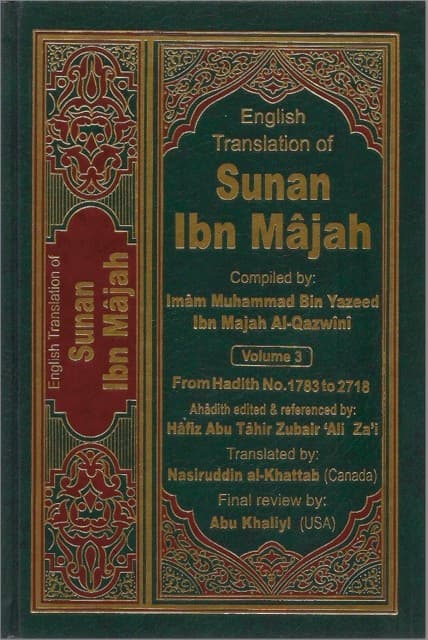 English Translation of
Sunan
Ibn Mâjah
English
Translation of
Sunan
Ibn Mâjah
Compiled by:
Imâm Muhammad Bin Yazeed
Ibn Majah Al-Qazwînî
Volume 3
From Hadith No.1783 to 2718
Ahâdith edited & referenced by:
Hâfiz Abu Tâhir Zubair 'Ali Za'i
Translated by:
Nasiruddin al-Khattab (Canada)
Final review by:
Abu Khaliyl (USA)